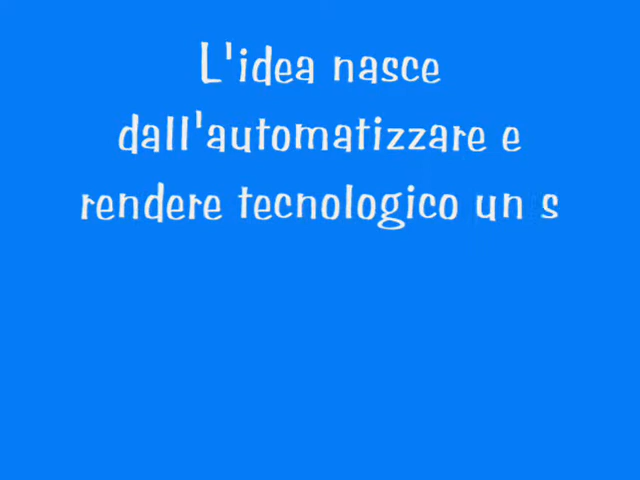 L'idea nasce
dall'automatizzare e
rendere tecnologico un s